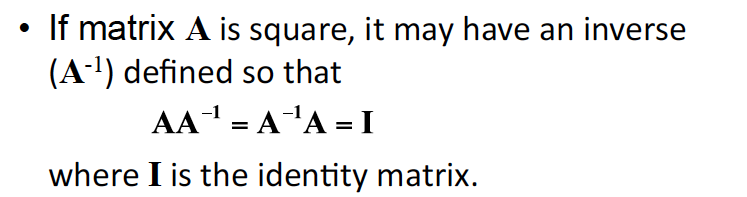 • If matrix A is square, it may have an inverse
(A⁻¹) defined so that
AA⁻¹ = A⁻¹A = I
where I is the identity matrix.